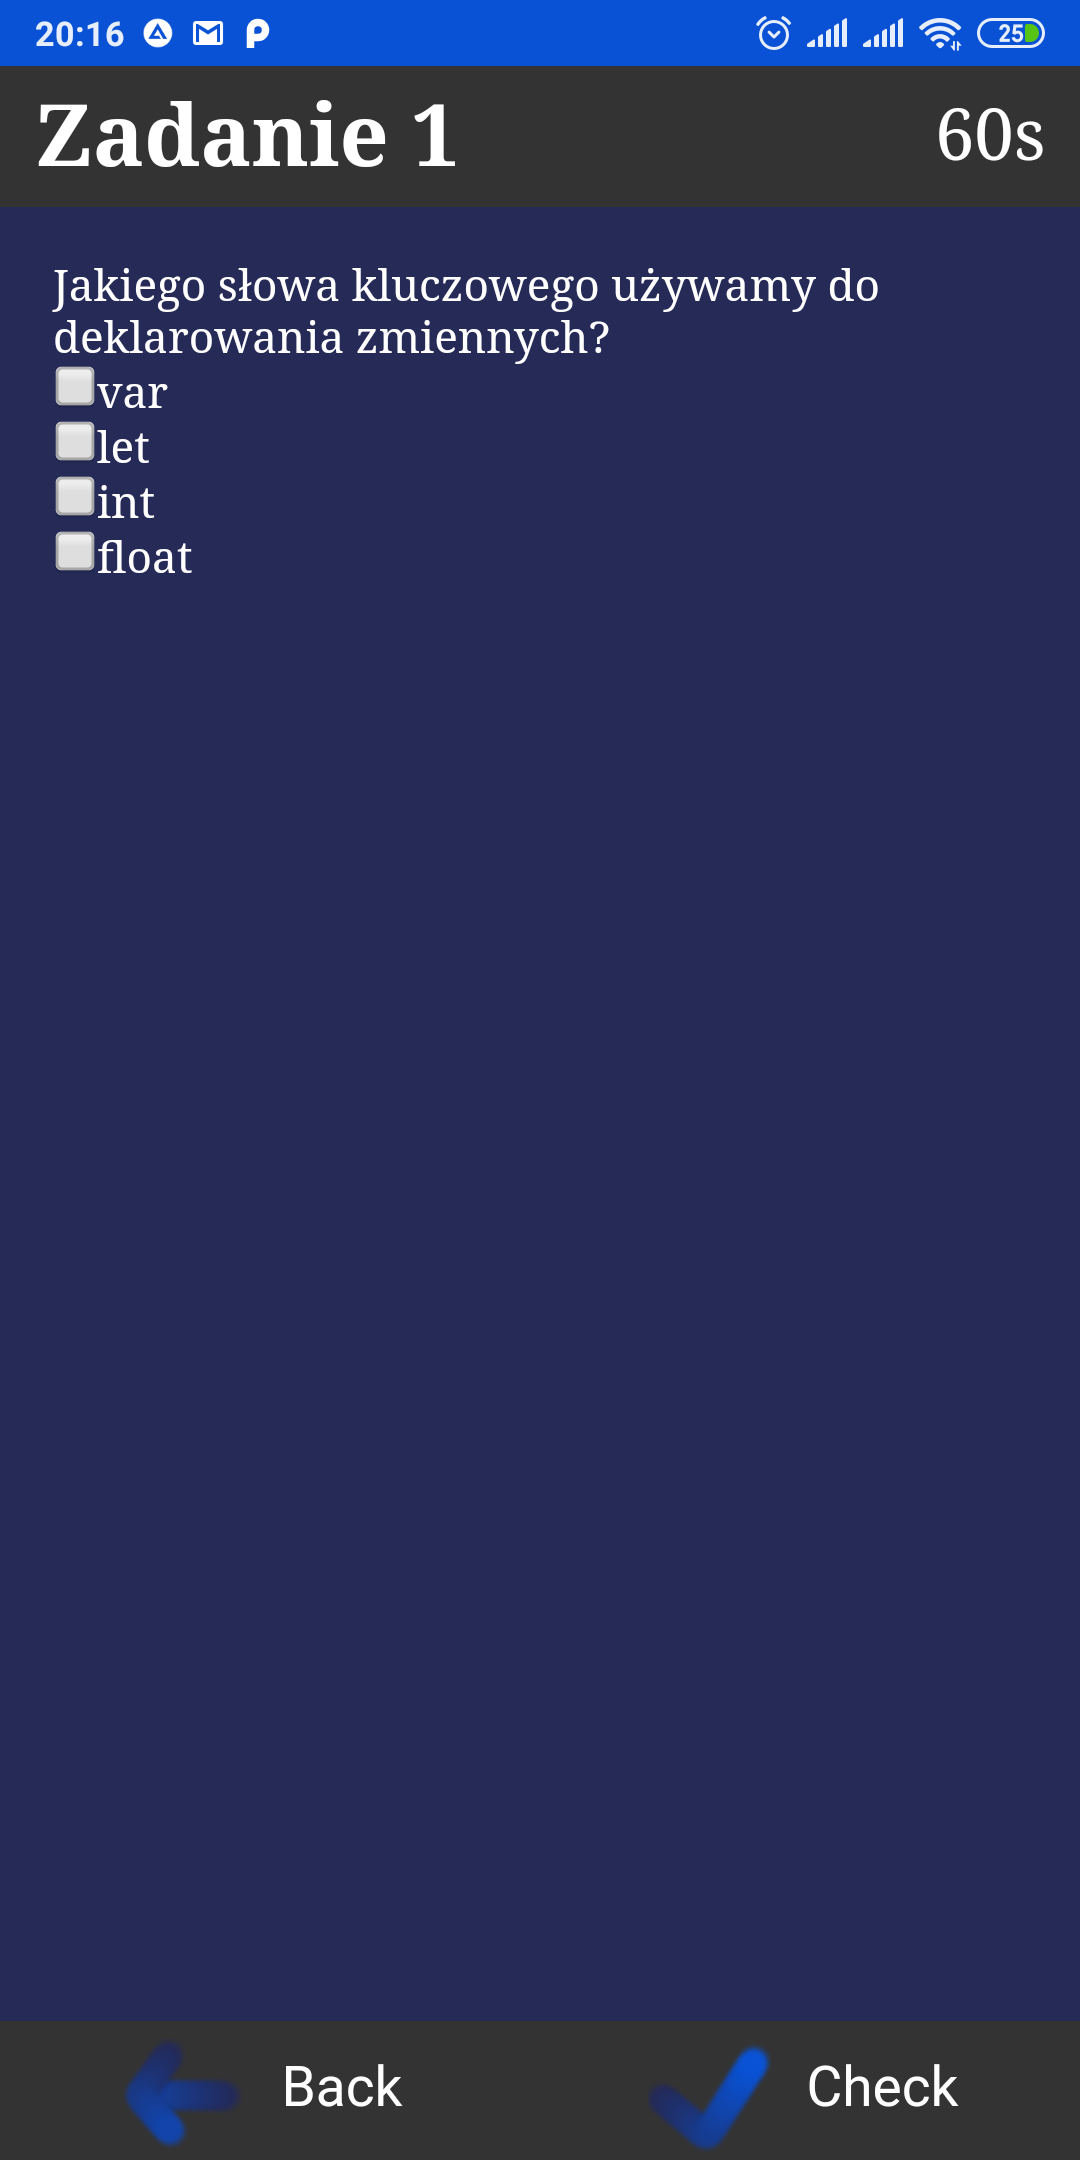 20:16 25
Zadanie 1 60s
Jakiego słowa kluczowego używamy do
deklarowania zmiennych?
var
let
int
float
Back Check